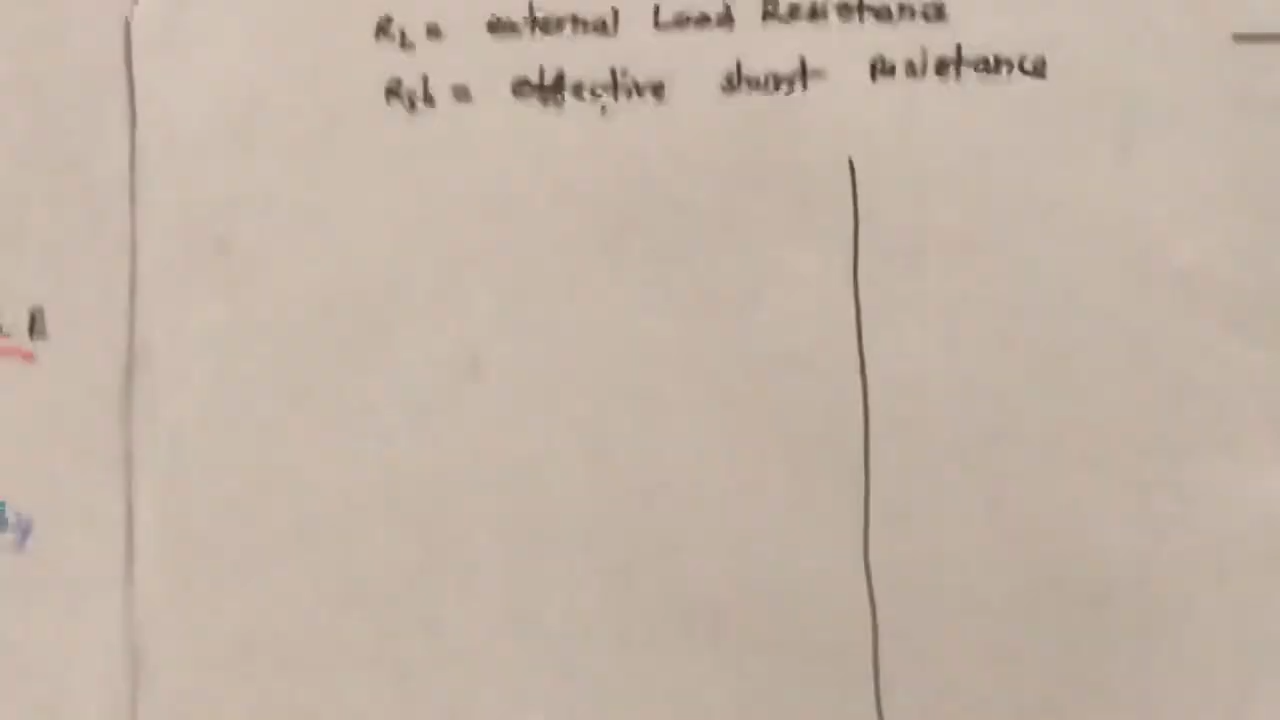 RL = external Load Resistance
Rsh = effective shunt resistance